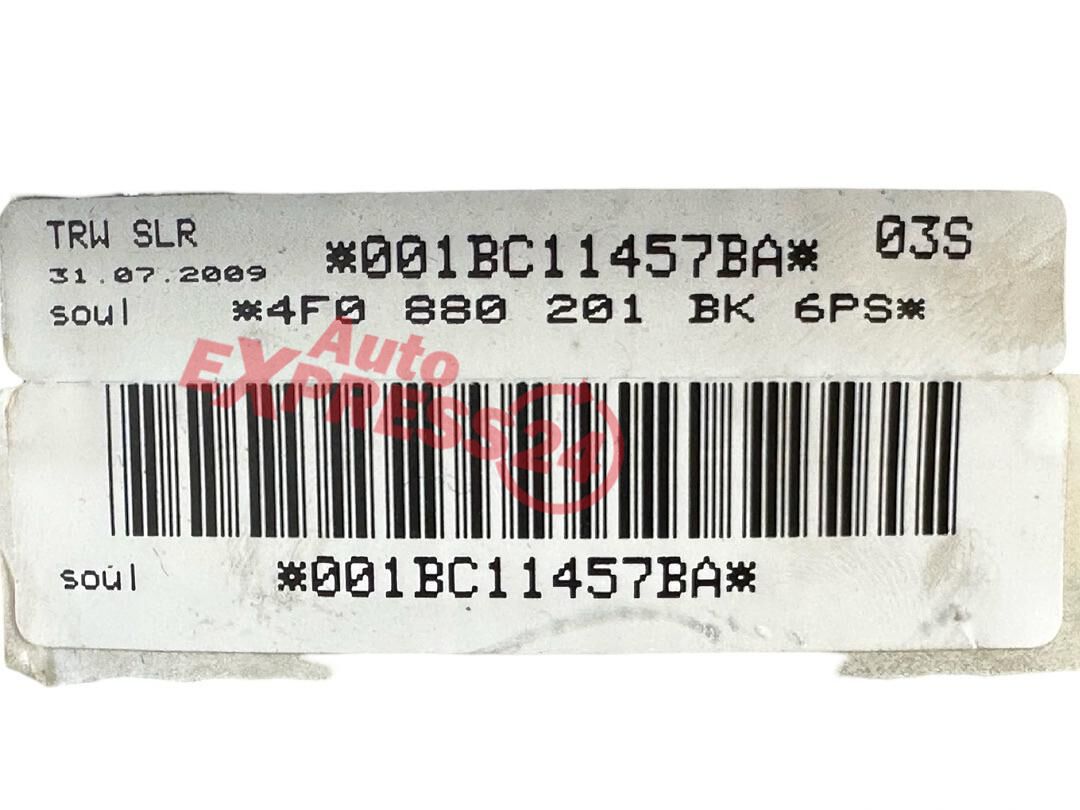 TRW SLR
*001BC11457BA*
03S
31.07.2009
soul
*4F0 880 201 BK 6PS*
Auto
EXPRESS24
soul
*001BC11457BA*